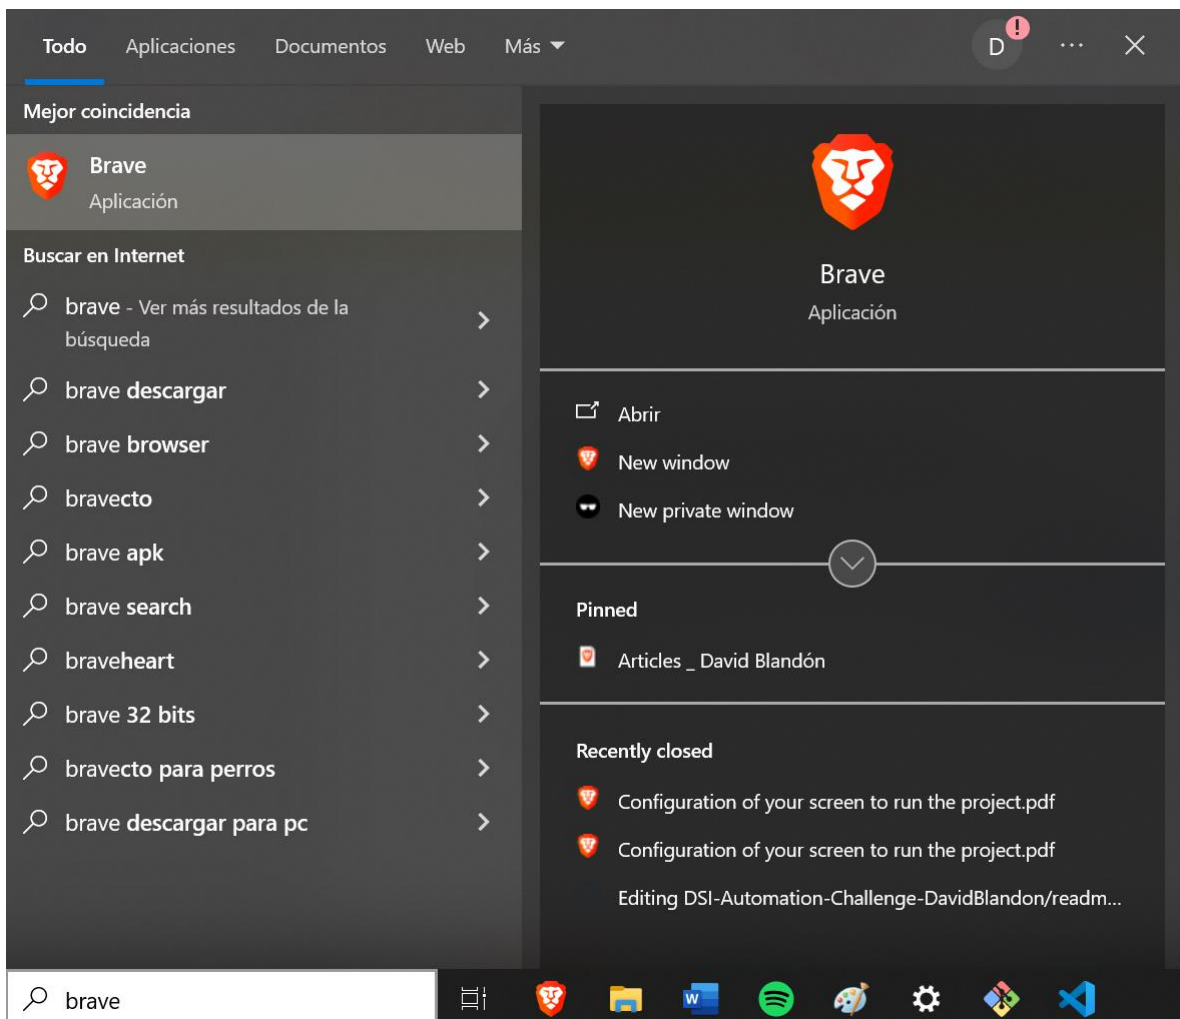 Todo Aplicaciones Documentos Web Más
D !
Mejor coincidencia
Brave
Aplicación
Buscar en Internet
brave - Ver más resultados de la
búsqueda
brave descargar
brave browser
bravecto
brave apk
brave search
braveheart
brave 32 bits
bravecto para perros
brave descargar para pc
Brave
Aplicación
Abrir
New window
New private window
Pinned
Articles _ David Blandón
Recently closed
Configuration of your screen to run the project.pdf
Configuration of your screen to run the project.pdf
Editing DSI-Automation-Challenge-DavidBlandon/readm...
brave
W